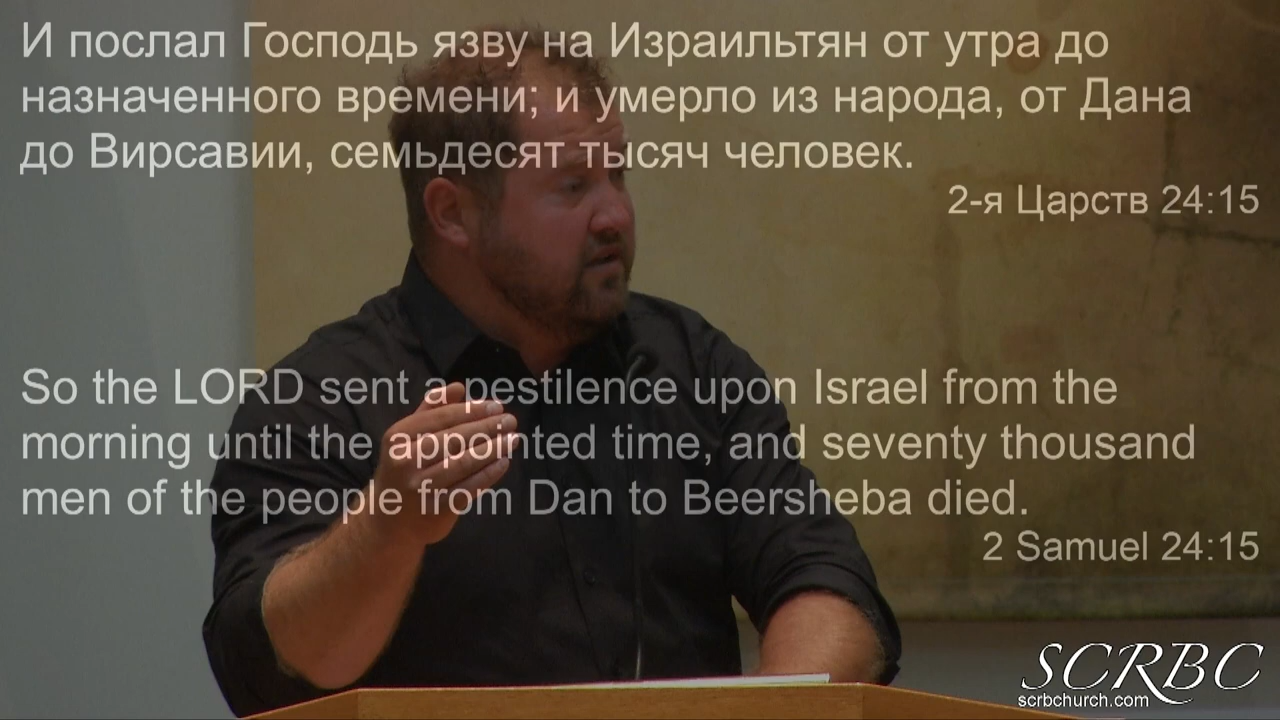 И послал Господь язву на Израильтян от утра до
назначенного времени; и умерло из народа, от Дана
до Вирсавии, семьдесят тысяч человек.
2-я Царств 24:15
So the LORD sent a pestilence upon Israel from the
morning until the appointed time, and seventy thousand
men of the people from Dan to Beersheba died.
2 Samuel 24:15
SCRBC
scrbchurch.com